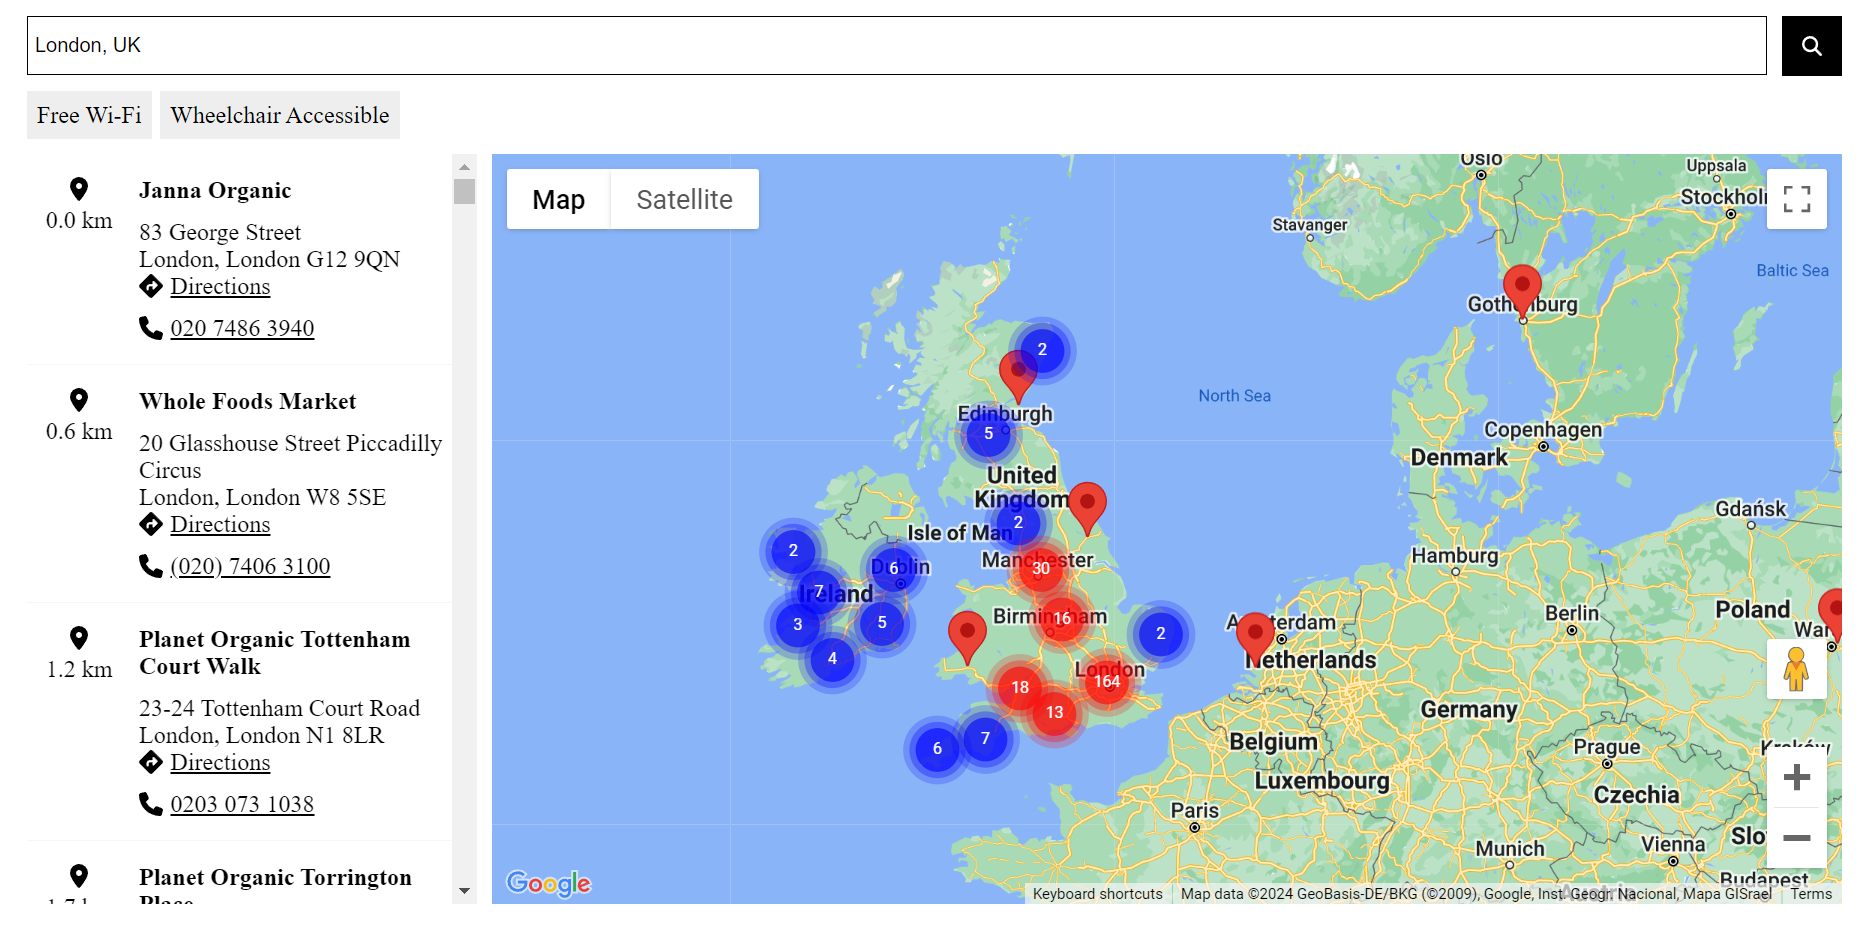 London, UK
Free Wi-Fi
Wheelchair Accessible
0.0 km
Janna Organic
83 George Street
London, London G12 9QN
Directions
020 7486 3940
0.6 km
Whole Foods Market
20 Glasshouse Street Piccadilly
Circus
London, London W8 5SE
Directions
(020) 7406 3100
1.2 km
Planet Organic Tottenham
Court Walk
23-24 Tottenham Court Road
London, London N1 8LR
Directions
0203 073 1038
Planet Organic Torrington
Place
Map
Satellite
Oslo
Uppsala
Stavanger
Baltic Sea
2
Edinburgh
5
North Sea
Copenhagen
Denmark
United
Kingdom
2
Isle of Man
Gdańsk
2
6
Dublin
Manchester
30
Hamburg
7
Ireland
3
5
4
16
2
Berlin
Poland
Netherlands
London
164
18
13
6
7
Germany
Belgium
Luxembourg
Prague
Kraków
Czechia
Paris
Munich
Vienna
Budapest
Austria
Google
Keyboard shortcuts
Map data ©2024 GeoBasis-DE/BKG (©2009), Google, Inst. Geogr. Nacional, Mapa GISrael
Terms